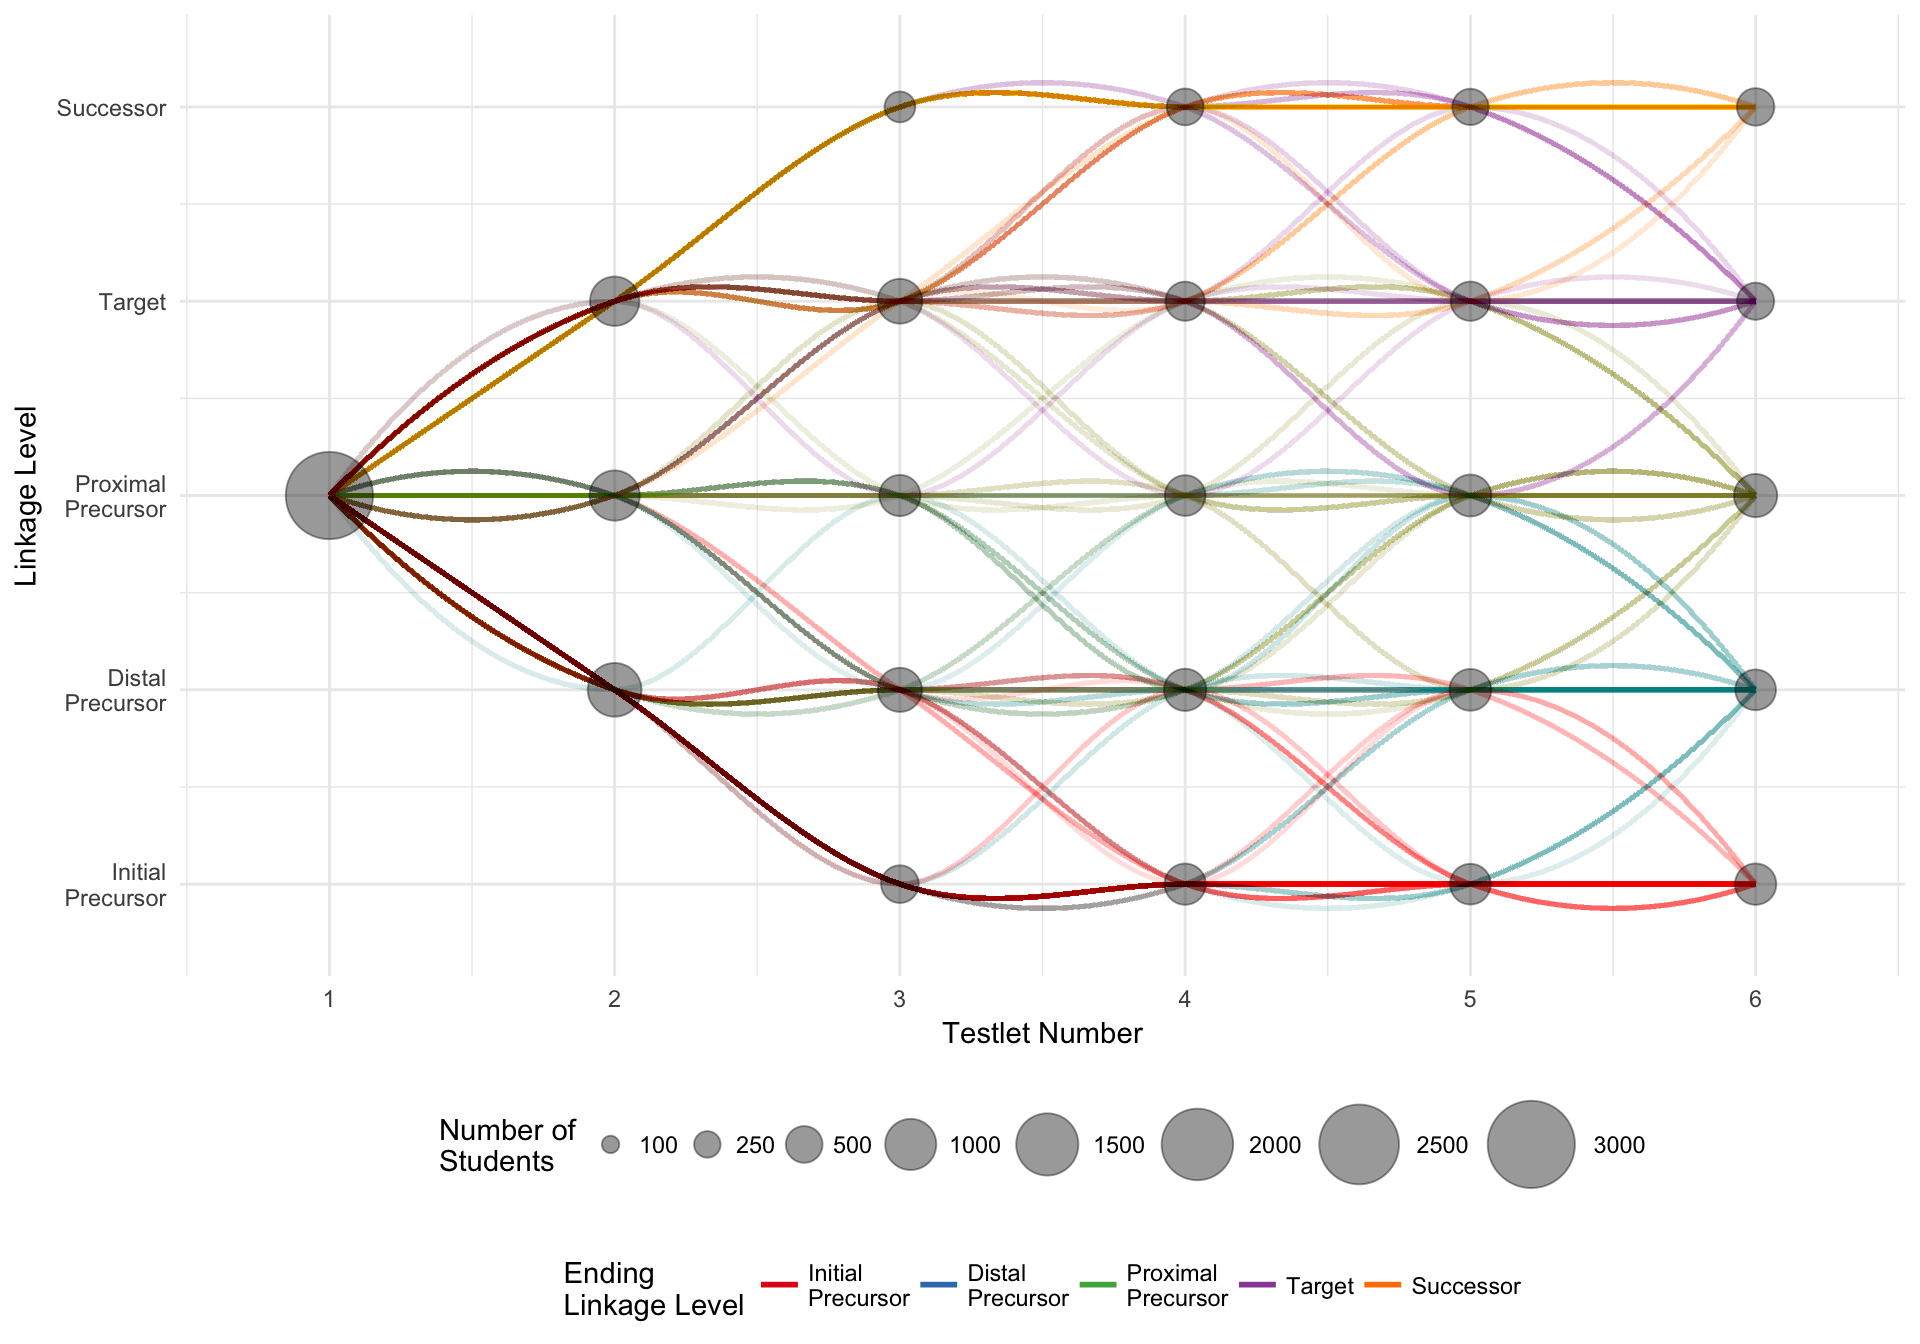 Successor
Target
Proximal
Precursor
Distal
Precursor
Initial
Precursor
Linkage Level
1 2 3 4 5 6
Testlet Number
Number of
Students
100 250 500 1000 1500 2000 2500 3000
Ending
Linkage Level
Initial
Precursor
Distal
Precursor
Proximal
Precursor
Target
Successor